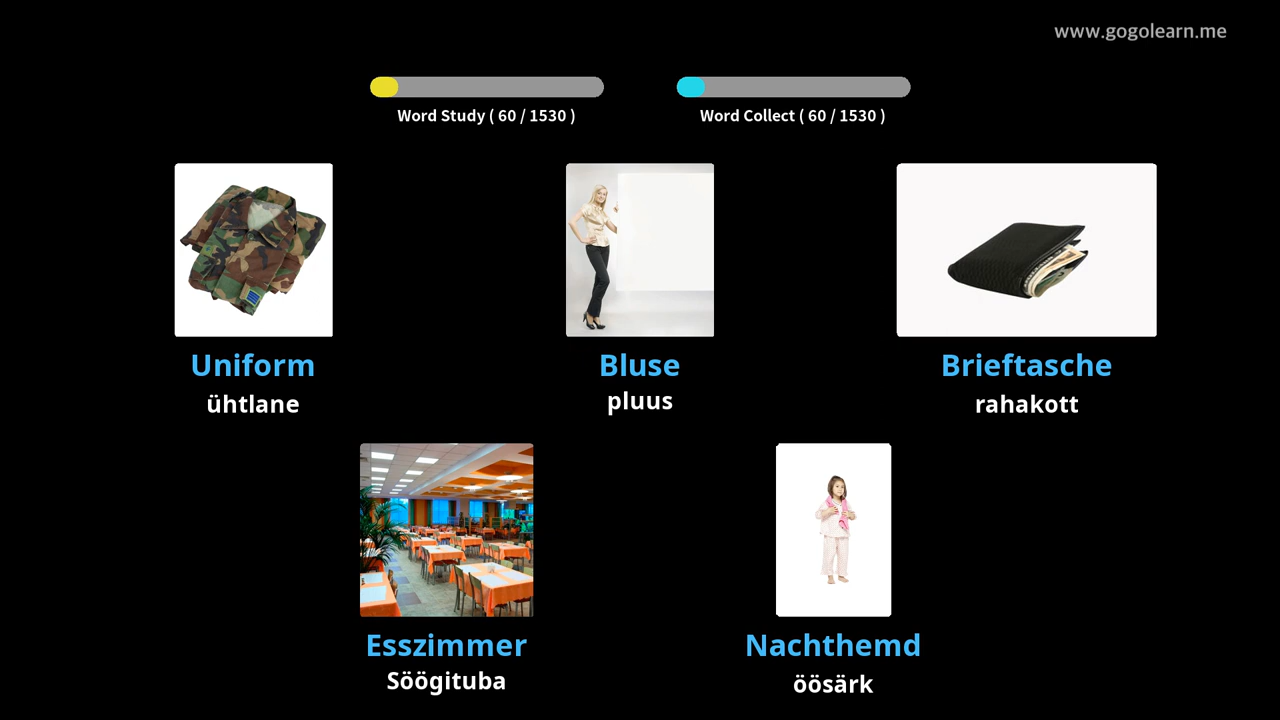 www.gogolearn.me
Word Study ( 60 / 1530 )
Word Collect ( 60 / 1530 )
Uniform
ühtlane
Bluse
pluus
Brieftasche
rahakott
Esszimmer
Söögituba
Nachthemd
öösärk